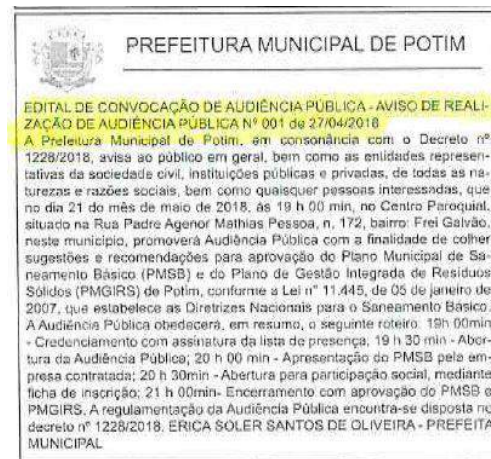 PREFEITURA MUNICIPAL DE POTIM
EDITAL DE CONVOCAÇÃO DE AUDIÊNCIA PÚBLICA - AVISO DE REALI-
ZAÇÃO DE AUDIÊNCIA PÚBLICA Nº 001 de 27/04/2018
A Prefeitura Municipal de Potim, em consonância com o Decreto nº
1228/2018, avisa ao público em geral, bem como as entidades represen-
tativas da sociedade civil, instituições públicas e privadas, de todas as na-
turezas e razões sociais, bem como quaisquer pessoas interessadas, que
no dia 21 do mês de maio de 2018, às 19 h 00 min, no Centro Paroquial,
situado na Rua Padre Agenor Mathias Pessoa, n. 172, bairro: Frei Galvão,
neste município, promoverá Audiência Pública com a finalidade de colher
sugestões e recomendações para aprovação do Plano Municipal de Sa-
neamento Básico (PMSB) e do Plano de Gestão Integrada de Resíduos
Sólidos (PMGIRS) de Potim, conforme a Lei nº 11.445, de 05 de janeiro de
2007, que estabelece as Diretrizes Nacionais para o Saneamento Básico.
A Audiência Pública obedecerá, em resumo, o seguinte roteiro: 19h 00min
- Credenciamento com assinatura da lista de presença; 19 h 30 min - Aber-
tura da Audiência Pública; 20 h 00 min - Apresentação do PMSB pela em-
presa contratada; 20 h 30min - Abertura para participação social, mediante
ficha de inscrição; 21 h 00min- Encerramento com aprovação do PMSB e
PMGIRS. A regulamentação da Audiência Pública encontra-se disposta no
decreto nº 1228/2018. ERICA SOLER SANTOS DE OLIVEIRA - PREFEITA
MUNICIPAL